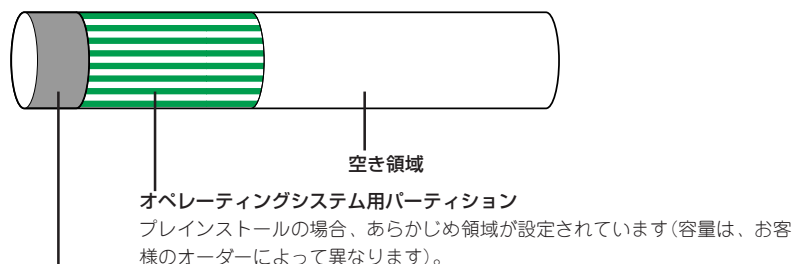 空き領域
オペレーティングシステム用パーティション
プレインストールの場合、あらかじめ領域が設定されています(容量は、お客
様のオーダーによって異なります)。